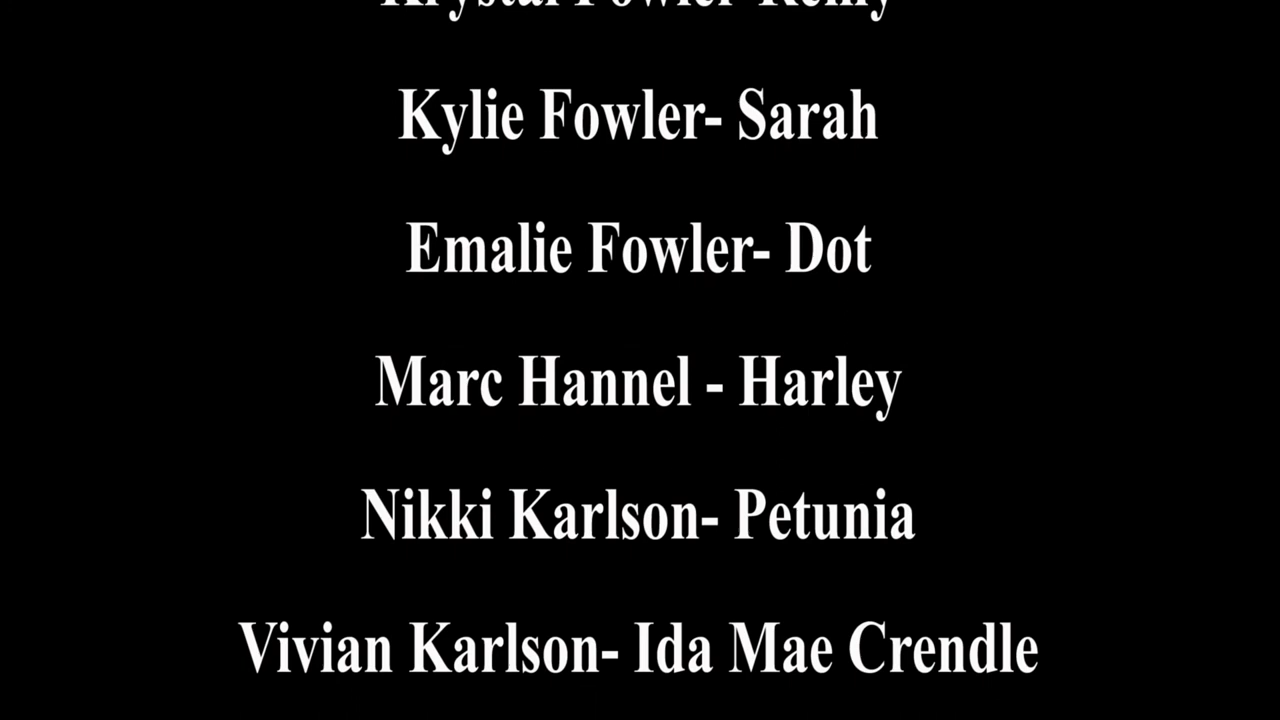 Krystal Fowler-
Kylie Fowler- Sarah
Emalie Fowler- Dot
Marc Hannel - Harley
Nikki Karlson- Petunia
Vivian Karlson- Ida Mae Crendle